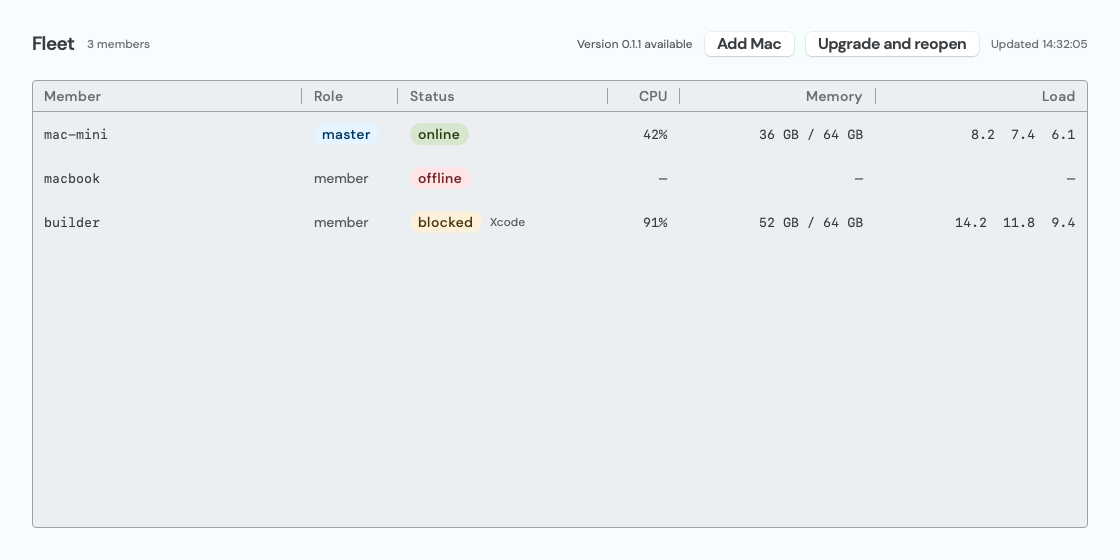 Fleet 3 members Version 0.1.1 available Add Mac Upgrade and reopen Updated 14:32:05
Member Role Status CPU Memory Load
mac-mini master online 42% 36 GB / 64 GB 8.2 7.4 6.1
macbook member offline — — —
builder member blocked Xcode 91% 52 GB / 64 GB 14.2 11.8 9.4